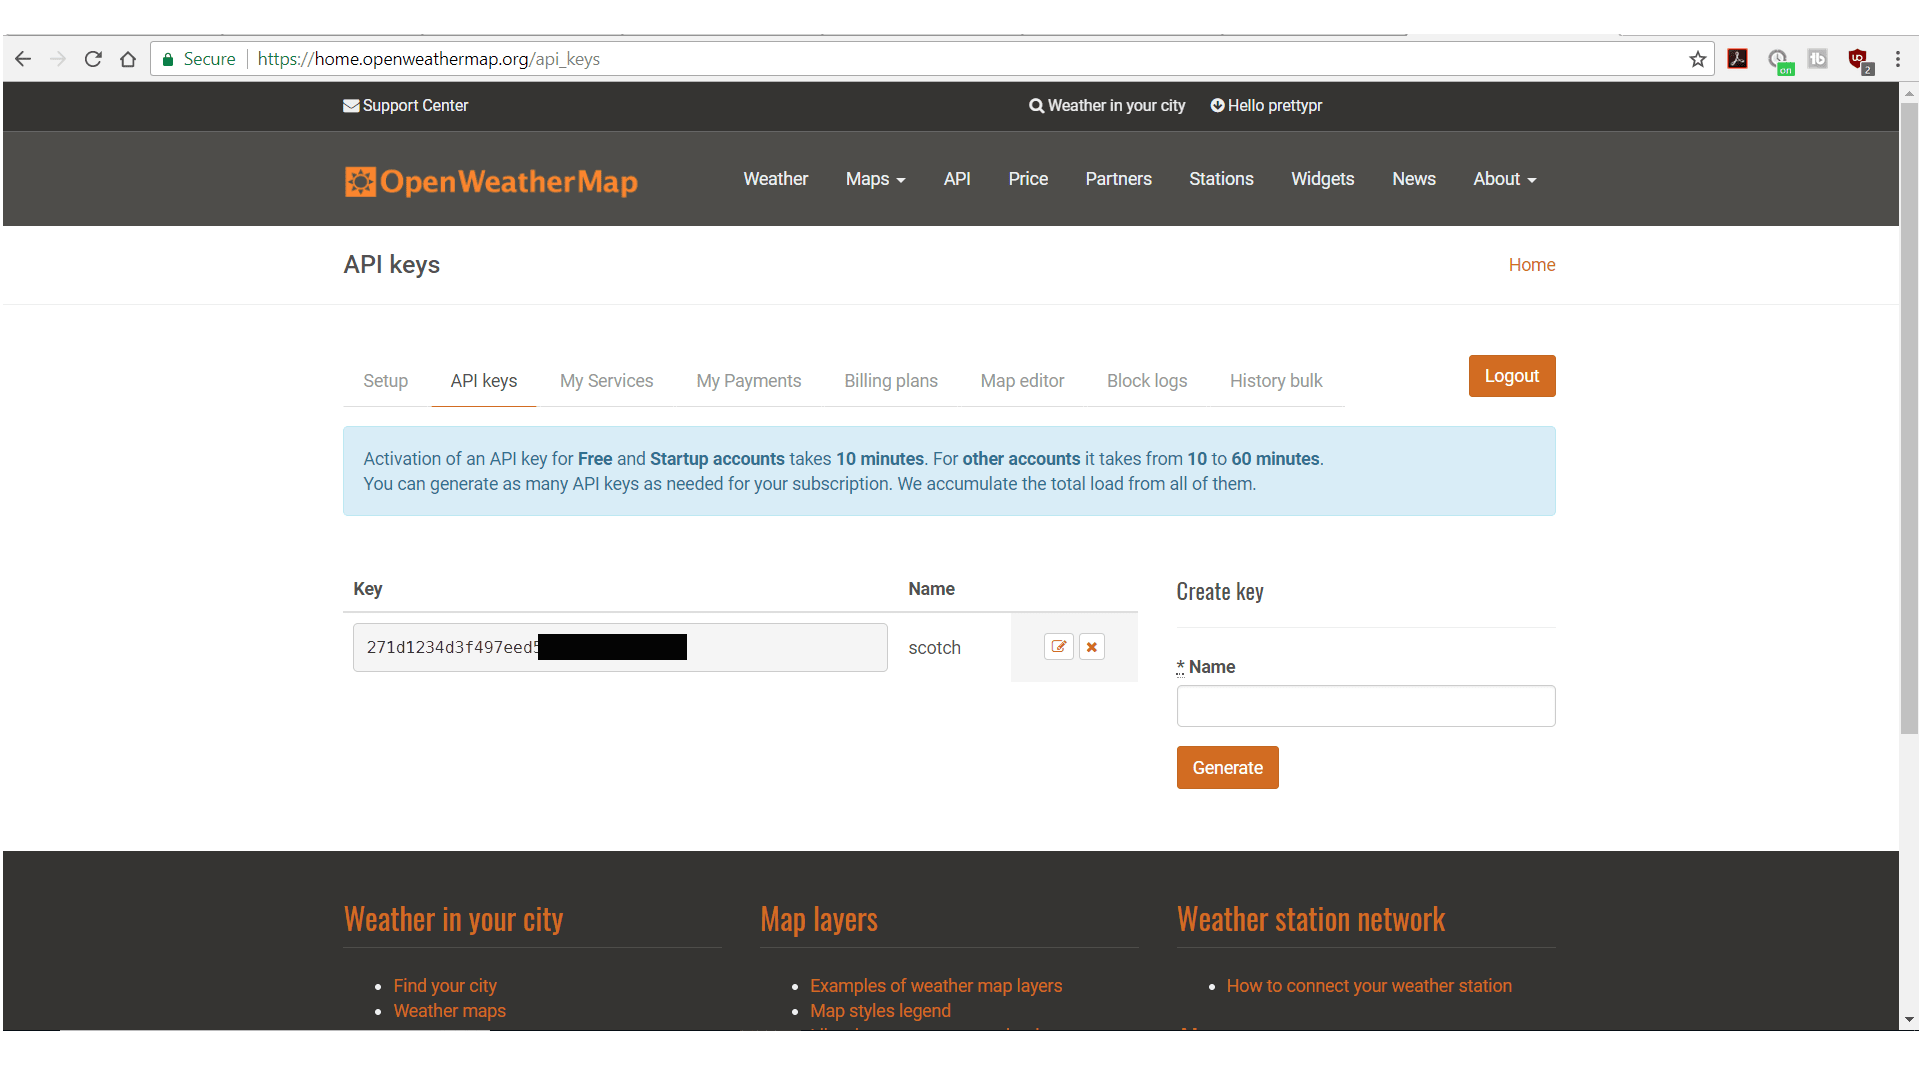 Secure https://home.openweathermap.org/api_keys
on
1b
2
Support Center
Weather in your city
Hello prettypr
OpenWeatherMap
Weather
Maps
API
Price
Partners
Stations
Widgets
News
About
API keys
Home
Setup
API keys
My Services
My Payments
Billing plans
Map editor
Block logs
History bulk
Logout
Activation of an API key for Free and Startup accounts takes 10 minutes. For other accounts it takes from 10 to 60 minutes.
You can generate as many API keys as needed for your subscription. We accumulate the total load from all of them.
Key
Name
271d1234d3f497eed5
scotch
Create key
* Name
Generate
Weather in your city
Find your city
Weather maps
Map layers
Examples of weather map layers
Map styles legend
Weather station network
How to connect your weather station